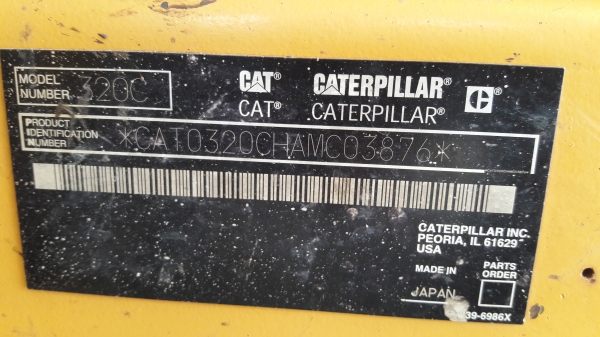 MODEL NUMBER 320C
CAT® CATERPILLAR®
CAT® CATERPILLAR® C
PRODUCT IDENTIFICATION NUMBER *CAT0320CHAMC03876*
CATERPILLAR INC.
PEORIA, IL 61629
USA
MADE IN JAPAN
PARTS ORDER
39-6986X